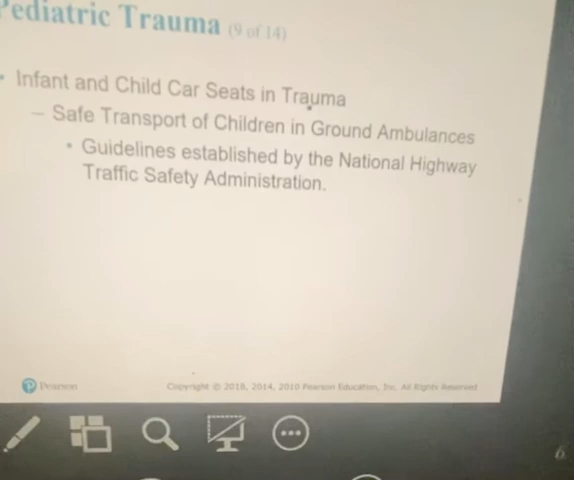 Pediatric Trauma (9 of 14)
• Infant and Child Car Seats in Trauma
– Safe Transport of Children in Ground Ambulances
• Guidelines established by the National Highway
Traffic Safety Administration.
Pearson
Copyright © 2018, 2014, 2010 Pearson Education, Inc. All Rights Reserved
6